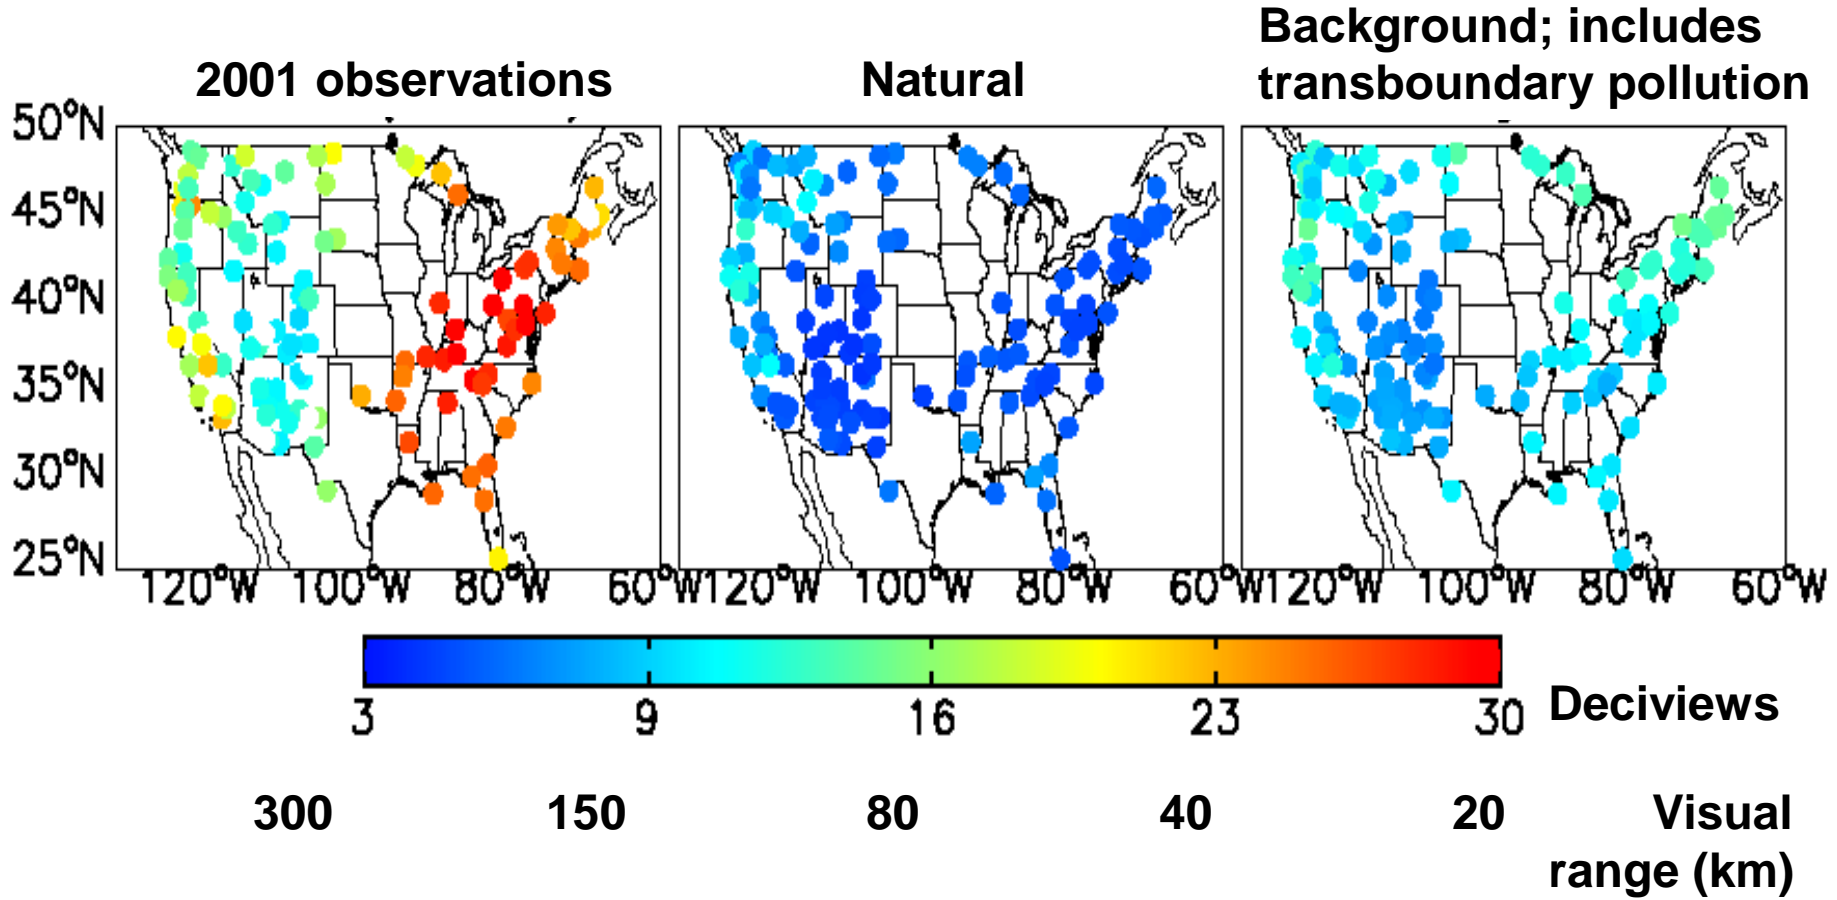 Background; includes
2001 observations Natural transboundary pollution
50°N
45°N
40°N
35°N
30°N
25°N
120°W 100°W 80°W 60°W 120°W 100°W 80°W 60°W 120°W 100°W 80°W 60°W
3 9 16 23 30 Deciviews
300 150 80 40 20 Visual
range (km)